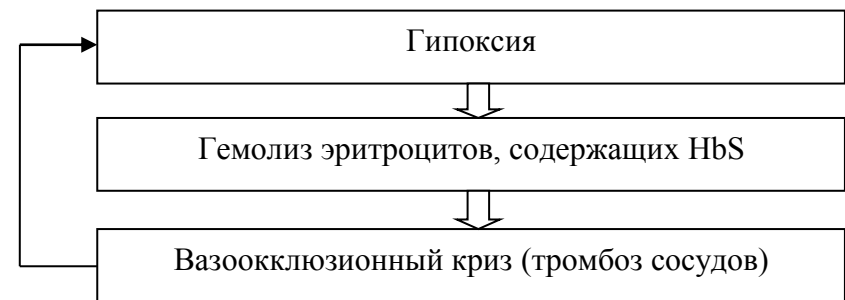 Гипоксия
Гемолиз эритроцитов, содержащих HbS
Вазоокклюзионный криз (тромбоз сосудов)